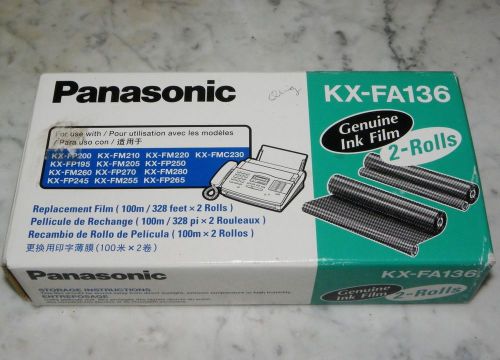 Panasonic
KX-FA136
Genuine
Ink Film
2-Rolls
For use with / Pour utilisation avec les modèles
/ Para uso con / 适用于
KX-FP200 KX-FM210 KX-FM220 KX-FMC230
KX-FP195 KX-FM205 KX-FP250
KX-FM260 KX-FP270 KX-FM280
KX-FP245 KX-FM255 KX-FP265
Replacement Film ( 100m / 328 feet × 2 Rolls )
Pellicule de Rechange ( 100m / 328 pi × 2 Rouleaux )
Recambio de Rollo de Película ( 100m × 2 Rollos )
更换用印字薄膜 (100米 × 2卷)
Panasonic
KX-FA136
Genuine
Ink Film
2-Rolls
STORAGE INSTRUCTIONS
ENTREPOSAGE